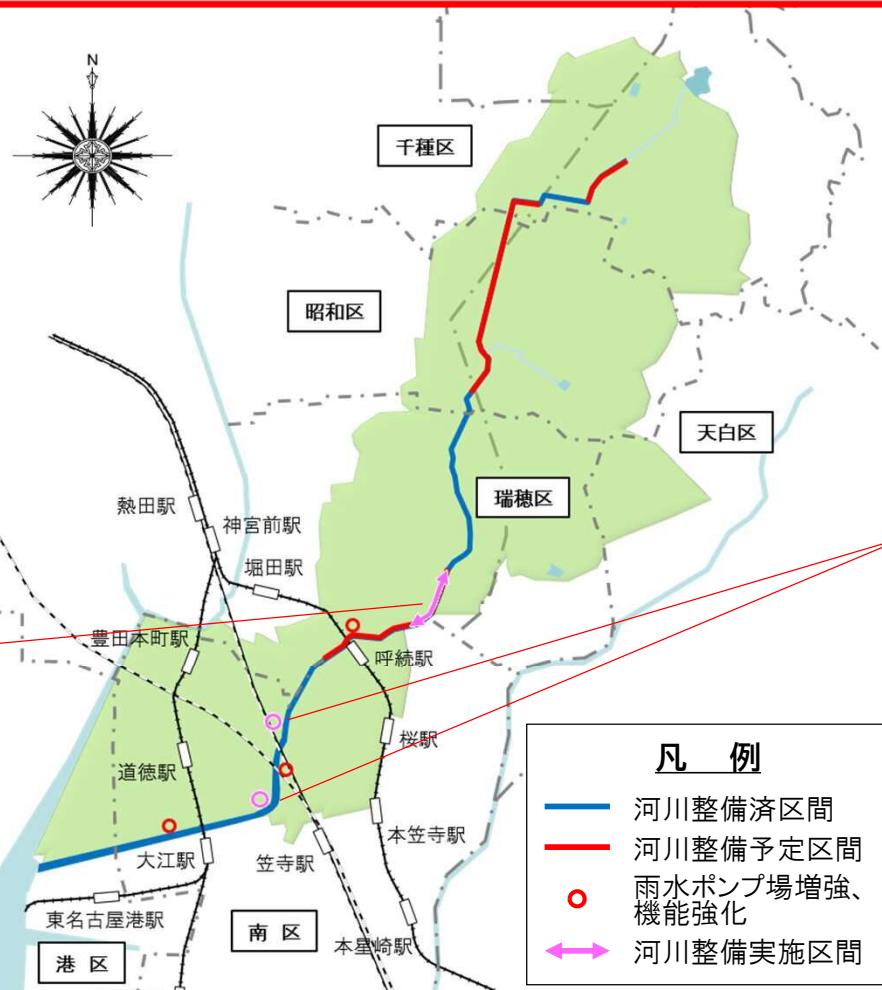 N
千種区
昭和区
天白区
瑞穂区
熱田駅
神宮前駅
堀田駅
豊田本町駅
呼続駅
桜駅
道徳駅
本笠寺駅
大江駅
笠寺駅
東名古屋港駅
南 区
本星崎駅
港 区
凡 例
河川整備済区間
河川整備予定区間
雨水ポンプ場増強、
機能強化
河川整備実施区間